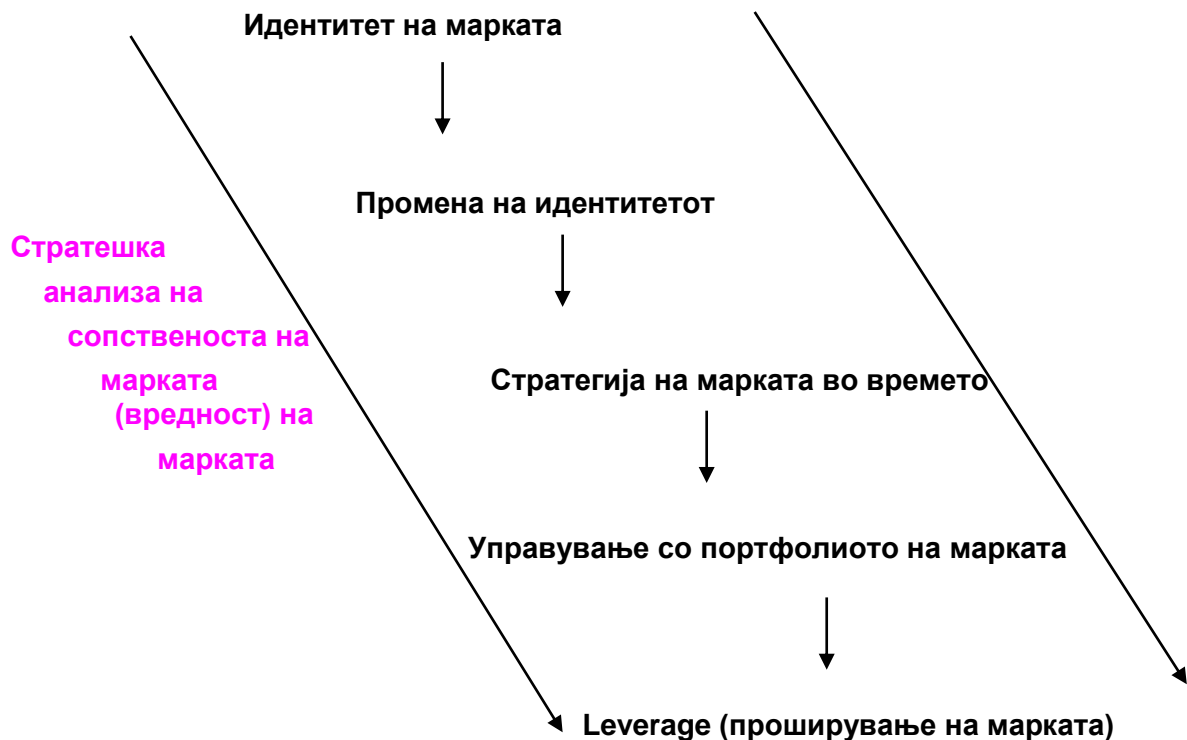 Идентитет на марката
Промена на идентитетот
Стратешка
анализа на
сопственоста на
марката
(вредност) на
марката
Стратегија на марката во времето
Управување со портфолиото на марката
Leverage (проширување на марката)